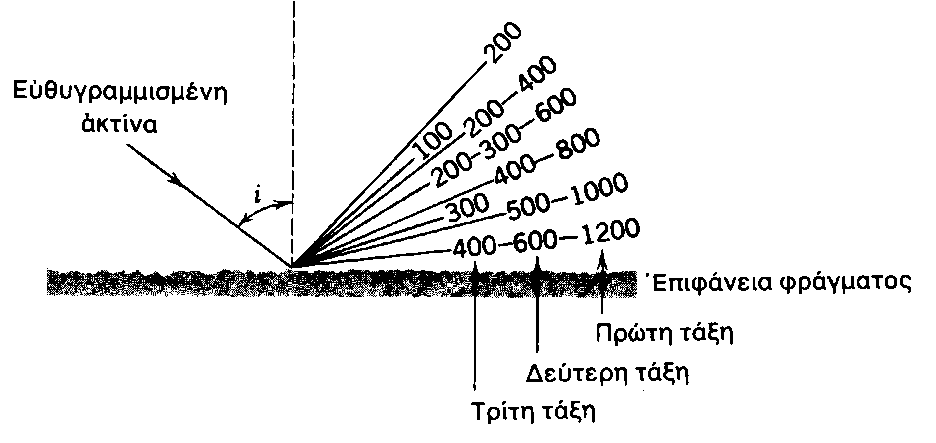 200
Εὐθυγραμμισμένη
ἀκτίνα
100
200–400
200–300–600
400–800
i
300
500–1000
400–600–1200
Ἐπιφάνεια φράγματος
Πρώτη τάξη
Δεύτερη τάξη
Τρίτη τάξη